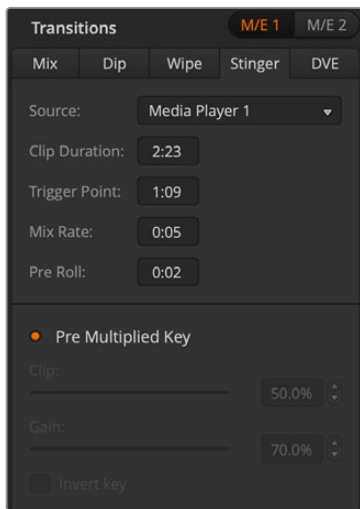 Transitions M/E 1 M/E 2
Mix Dip Wipe Stinger DVE
Source: Media Player 1
Clip Duration: 2:23
Trigger Point: 1:09
Mix Rate: 0:05
Pre Roll: 0:02
Pre Multiplied Key
Clip:
50.0%
Gain:
70.0%
Invert key